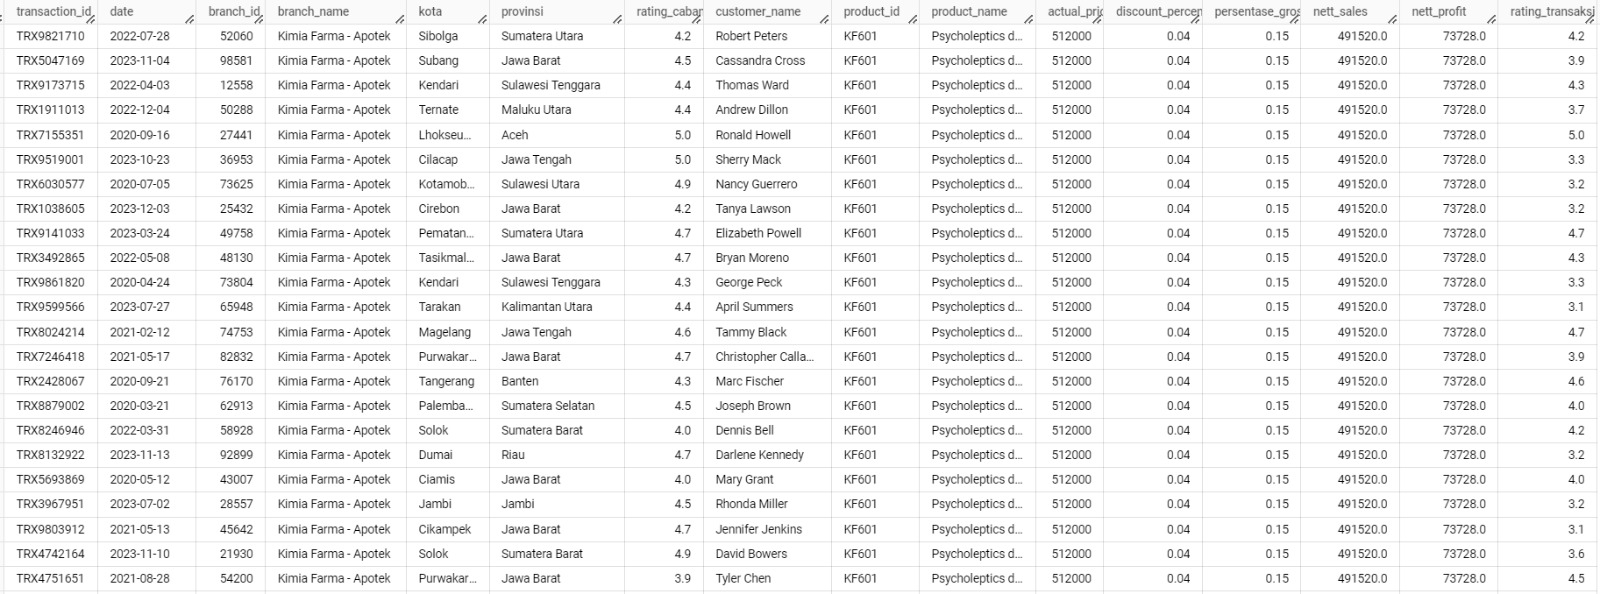 transaction_id date branch_id branch_name kota provinsi rating_caban customer_name product_id product_name actual_pric discount_percen persentase_gros nett_sales nett_profit rating_transaksi
TRX9821710 2022-07-28 52060 Kimia Farma - Apotek Sibolga Sumatera Utara 4.2 Robert Peters KF601 Psycholeptics d... 512000 0.04 0.15 491520.0 73728.0 4.2
TRX5047169 2023-11-04 98581 Kimia Farma - Apotek Subang Jawa Barat 4.5 Cassandra Cross KF601 Psycholeptics d... 512000 0.04 0.15 491520.0 73728.0 3.9
TRX9173715 2022-04-03 12558 Kimia Farma - Apotek Kendari Sulawesi Tenggara 4.4 Thomas Ward KF601 Psycholeptics d... 512000 0.04 0.15 491520.0 73728.0 4.3
TRX1911013 2022-12-04 50288 Kimia Farma - Apotek Ternate Maluku Utara 4.4 Andrew Dillon KF601 Psycholeptics d... 512000 0.04 0.15 491520.0 73728.0 3.7
TRX7155351 2020-09-16 27441 Kimia Farma - Apotek Lhokseu... Aceh 5.0 Ronald Howell KF601 Psycholeptics d... 512000 0.04 0.15 491520.0 73728.0 5.0
TRX9519001 2023-10-23 36953 Kimia Farma - Apotek Cilacap Jawa Tengah 5.0 Sherry Mack KF601 Psycholeptics d... 512000 0.04 0.15 491520.0 73728.0 3.3
TRX6030577 2020-07-05 73625 Kimia Farma - Apotek Kotamob... Sulawesi Utara 4.9 Nancy Guerrero KF601 Psycholeptics d... 512000 0.04 0.15 491520.0 73728.0 3.2
TRX1038605 2023-12-03 25432 Kimia Farma - Apotek Cirebon Jawa Barat 4.2 Tanya Lawson KF601 Psycholeptics d... 512000 0.04 0.15 491520.0 73728.0 3.2
TRX9141033 2023-03-24 49758 Kimia Farma - Apotek Pematan... Sumatera Utara 4.7 Elizabeth Powell KF601 Psycholeptics d... 512000 0.04 0.15 491520.0 73728.0 4.7
TRX3492865 2022-05-08 48130 Kimia Farma - Apotek Tasikmal... Jawa Barat 4.7 Bryan Moreno KF601 Psycholeptics d... 512000 0.04 0.15 491520.0 73728.0 4.3
TRX9861820 2020-04-24 73804 Kimia Farma - Apotek Kendari Sulawesi Tenggara 4.3 George Peck KF601 Psycholeptics d... 512000 0.04 0.15 491520.0 73728.0 3.3
TRX9599566 2023-07-27 65948 Kimia Farma - Apotek Tarakan Kalimantan Utara 4.4 April Summers KF601 Psycholeptics d... 512000 0.04 0.15 491520.0 73728.0 3.1
TRX8024214 2021-02-12 74753 Kimia Farma - Apotek Magelang Jawa Tengah 4.6 Tammy Black KF601 Psycholeptics d... 512000 0.04 0.15 491520.0 73728.0 4.7
TRX7246418 2021-05-17 82832 Kimia Farma - Apotek Purwakar... Jawa Barat 4.7 Christopher Calla... KF601 Psycholeptics d... 512000 0.04 0.15 491520.0 73728.0 3.9
TRX2428067 2020-09-21 76170 Kimia Farma - Apotek Tangerang Banten 4.3 Marc Fischer KF601 Psycholeptics d... 512000 0.04 0.15 491520.0 73728.0 4.6
TRX8879002 2020-03-21 62913 Kimia Farma - Apotek Palemba... Sumatera Selatan 4.5 Joseph Brown KF601 Psycholeptics d... 512000 0.04 0.15 491520.0 73728.0 4.0
TRX8246946 2022-03-31 58928 Kimia Farma - Apotek Solok Sumatera Barat 4.0 Dennis Bell KF601 Psycholeptics d... 512000 0.04 0.15 491520.0 73728.0 4.2
TRX8132922 2023-11-13 92899 Kimia Farma - Apotek Dumai Riau 4.7 Darlene Kennedy KF601 Psycholeptics d... 512000 0.04 0.15 491520.0 73728.0 3.2
TRX5693869 2020-05-12 43007 Kimia Farma - Apotek Ciamis Jawa Barat 4.0 Mary Grant KF601 Psycholeptics d... 512000 0.04 0.15 491520.0 73728.0 4.0
TRX3967951 2023-07-02 28557 Kimia Farma - Apotek Jambi Jambi 4.5 Rhonda Miller KF601 Psycholeptics d... 512000 0.04 0.15 491520.0 73728.0 3.2
TRX9803912 2021-05-13 45642 Kimia Farma - Apotek Cikampek Jawa Barat 4.7 Jennifer Jenkins KF601 Psycholeptics d... 512000 0.04 0.15 491520.0 73728.0 3.1
TRX4742164 2023-11-10 21930 Kimia Farma - Apotek Solok Sumatera Barat 4.9 David Bowers KF601 Psycholeptics d... 512000 0.04 0.15 491520.0 73728.0 3.6
TRX4751651 2021-08-28 54200 Kimia Farma - Apotek Purwakar... Jawa Barat 3.9 Tyler Chen KF601 Psycholeptics d... 512000 0.04 0.15 491520.0 73728.0 4.5